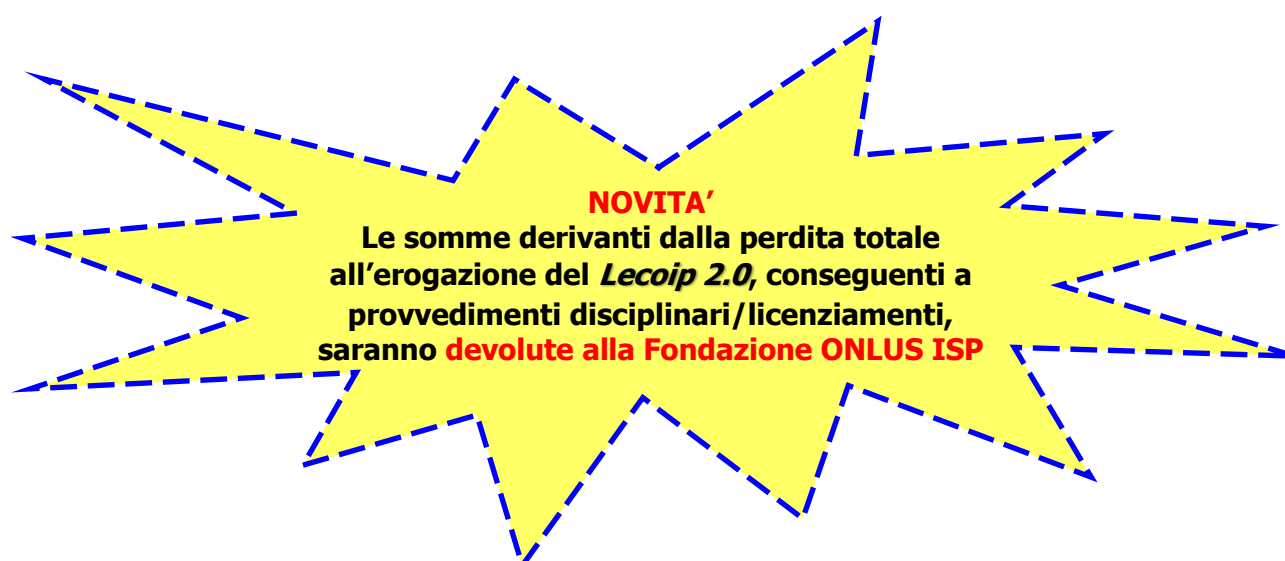 NOVITA’
Le somme derivanti dalla perdita totale
all’erogazione del Lecoip 2.0, conseguenti a
provvedimenti disciplinari/licenziamenti,
saranno devolute alla Fondazione ONLUS ISP